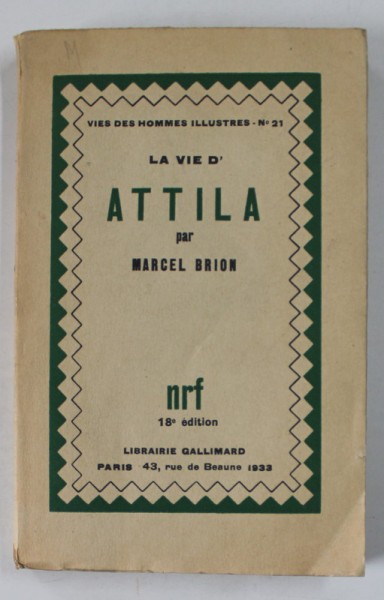 M
VIES DES HOMMES ILLUSTRES - Nº 21
LA VIE D'
ATTILA
par
MARCEL BRION
nrf
18e édition
LIBRAIRIE GALLIMARD
PARIS 43, rue de Beaune 1933